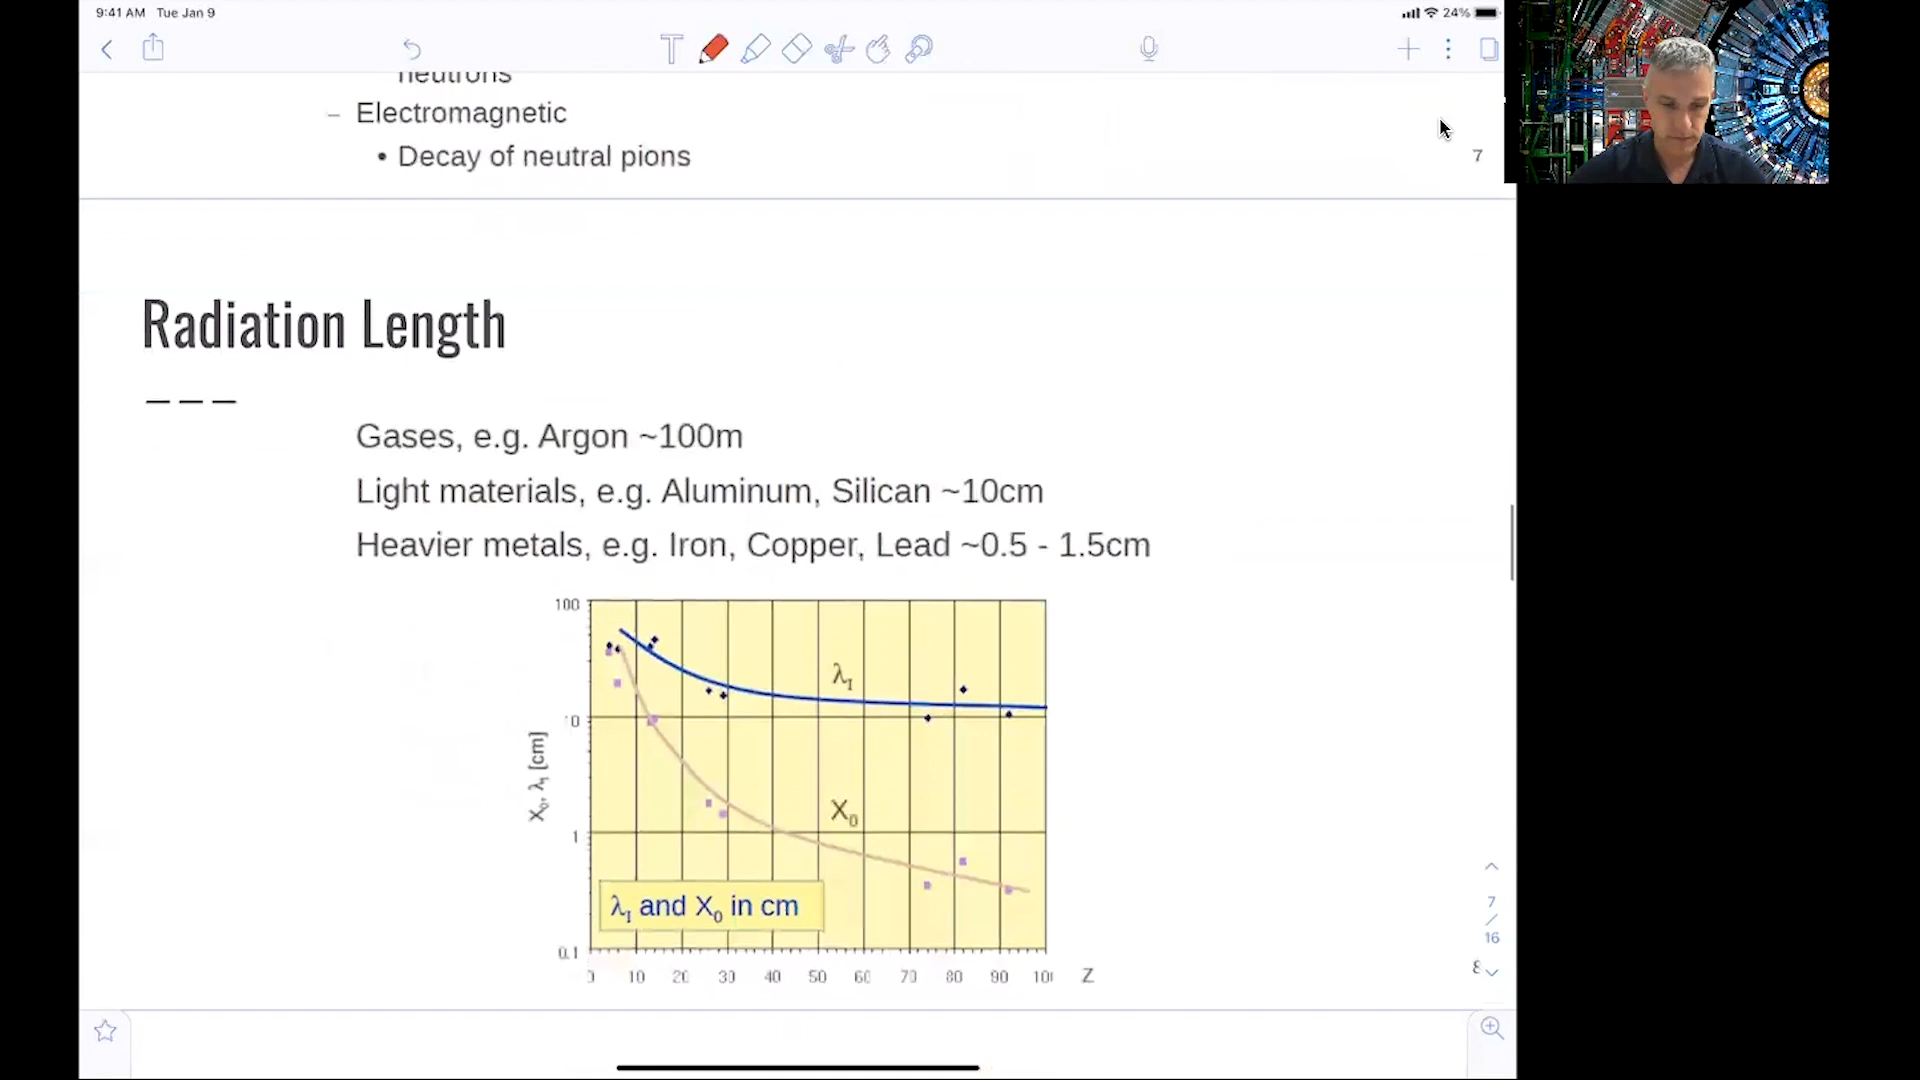 9:41 AM Tue Jan 9
24%
neutrons
– Electromagnetic
• Decay of neutral pions
7
Radiation Length
Gases, e.g. Argon ~100m
Light materials, e.g. Aluminum, Silican ~10cm
Heavier metals, e.g. Iron, Copper, Lead ~0.5 - 1.5cm
100
λI
10
X0, λI [cm]
X0
1
λI and X0 in cm
0.1
0 10 20 30 40 50 60 70 80 90 100 Z
7
/
16
8